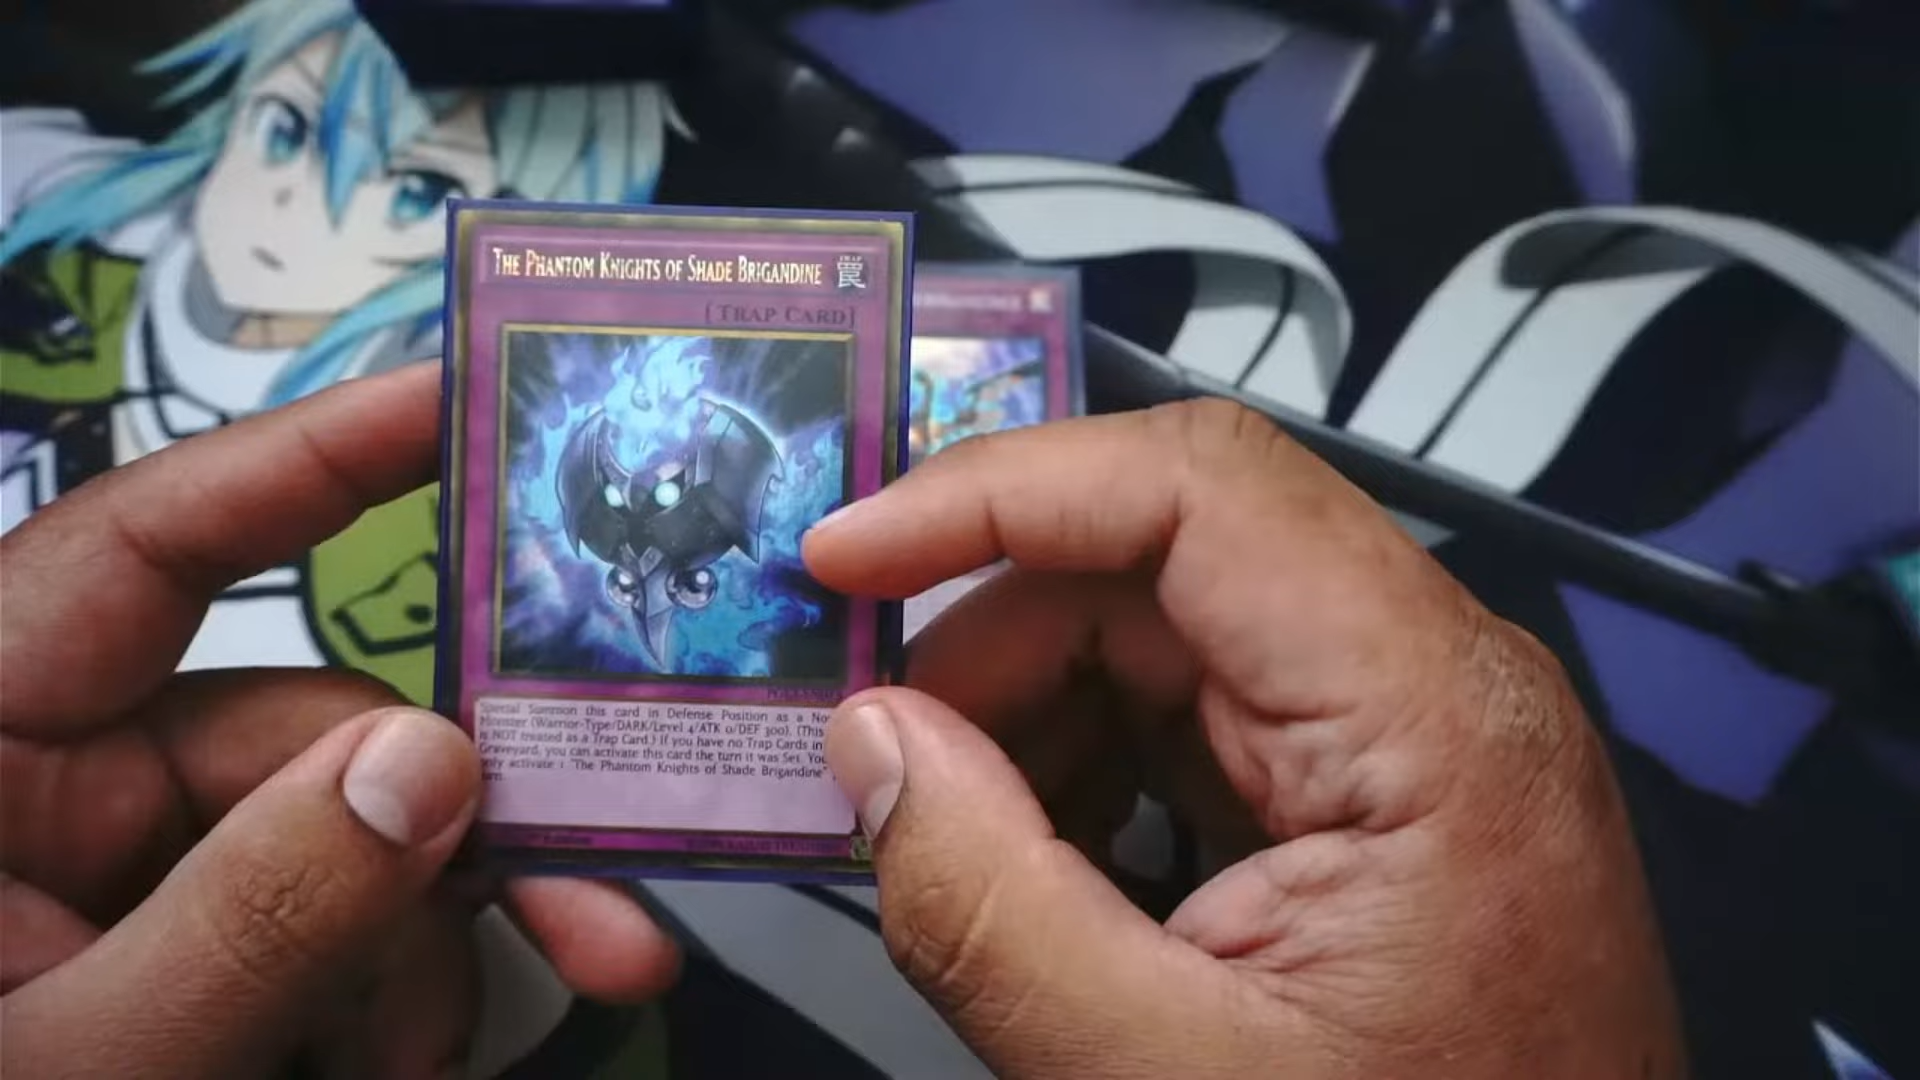 THE PHANTOM KNIGHTS OF SHADE BRIGANDINE
[TRAP CARD]
Special Summon this card in Defense Position as a No
Monster (Warrior-Type/DARK/Level 4/ATK 0/DEF 300). (This
is NOT treated as a Trap Card.) If you have no Trap Cards in
Graveyard, you can activate this card the turn it was Set. You
only activate 1 "The Phantom Knights of Shade Brigandine"
turn.